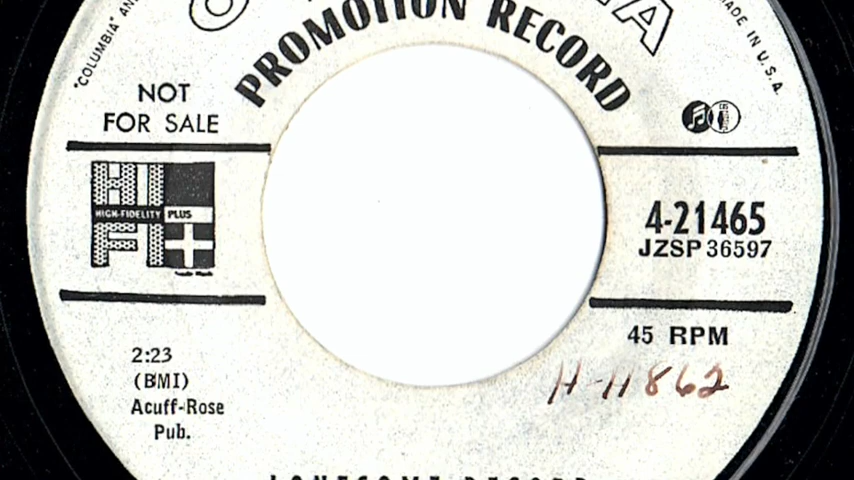 "COLUMBIA"
PROMOTION RECORD
MADE IN U.S.A.
NOT
FOR SALE
HI
HIGH-FIDELITY PLUS
FI
4-21465
JZSP 36597
45 RPM
2:23
(BMI)
Acuff-Rose
Pub.
H-11862